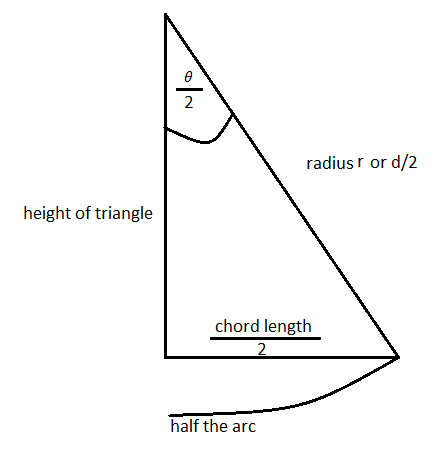 θ
2
radius r or d/2
height of triangle
chord length
2
half the arc